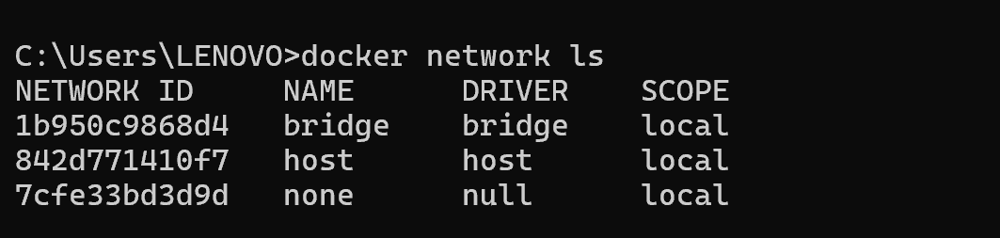 C:\Users\LENOVO>docker network ls
NETWORK ID     NAME      DRIVER    SCOPE
1b950c9868d4   bridge    bridge    local
842d771410f7   host      host      local
7cfe33bd3d9d   none      null      local